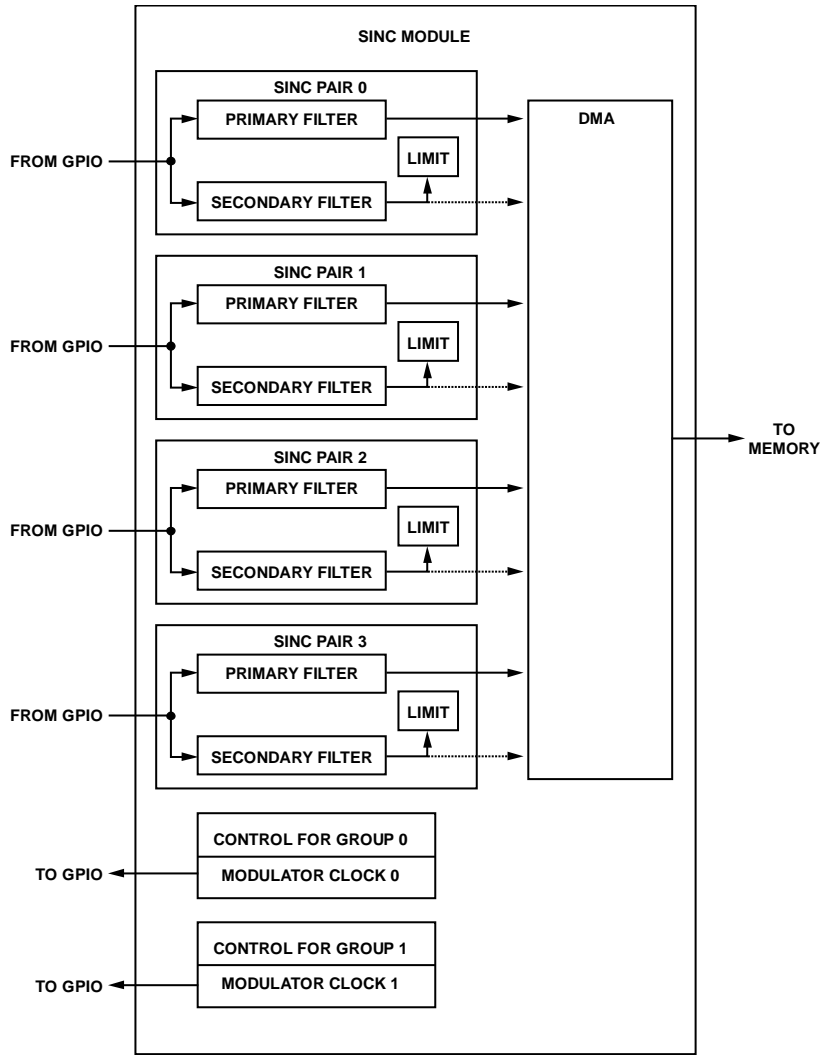 SINC MODULE
SINC PAIR 0
PRIMARY FILTER
DMA
LIMIT
FROM GPIO
SECONDARY FILTER
SINC PAIR 1
PRIMARY FILTER
LIMIT
FROM GPIO
SECONDARY FILTER
TO
MEMORY
SINC PAIR 2
PRIMARY FILTER
LIMIT
FROM GPIO
SECONDARY FILTER
SINC PAIR 3
PRIMARY FILTER
LIMIT
FROM GPIO
SECONDARY FILTER
CONTROL FOR GROUP 0
TO GPIO
MODULATOR CLOCK 0
CONTROL FOR GROUP 1
TO GPIO
MODULATOR CLOCK 1